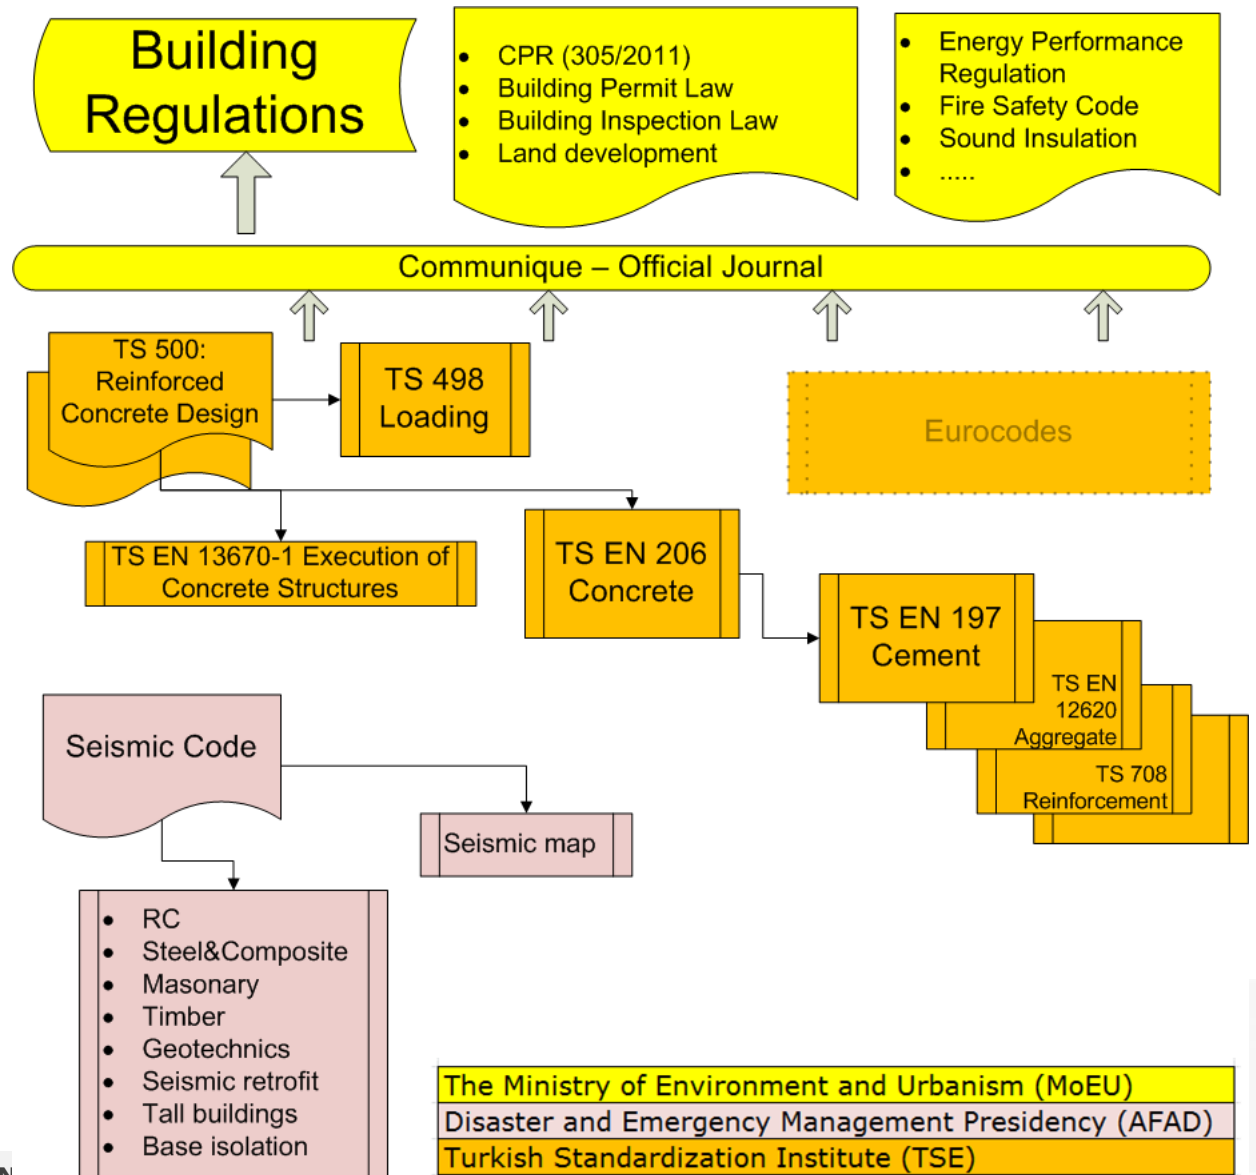 Building
Regulations
• CPR (305/2011)
• Building Permit Law
• Building Inspection Law
• Land development
• Energy Performance
Regulation
• Fire Safety Code
• Sound Insulation
• .....
Communique – Official Journal
TS 500:
Reinforced
Concrete Design
TS 498
Loading
Eurocodes
TS EN 13670-1 Execution of
Concrete Structures
TS EN 206
Concrete
TS EN 197
Cement
TS EN
12620
Aggregate
TS 708
Reinforcement
Seismic Code
Seismic map
• RC
• Steel&Composite
• Masonary
• Timber
• Geotechnics
• Seismic retrofit
• Tall buildings
• Base isolation
The Ministry of Environment and Urbanism (MoEU)
Disaster and Emergency Management Presidency (AFAD)
Turkish Standardization Institute (TSE)